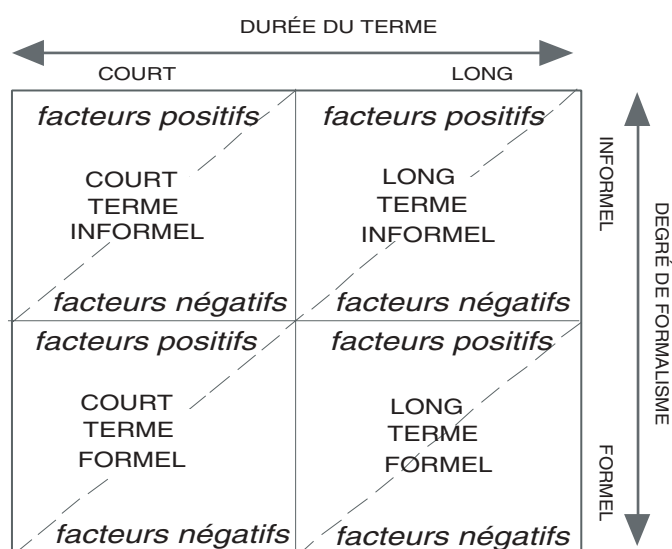 DURÉE DU TERME
COURT
LONG
facteurs positifs
facteurs positifs
COURT
TERME
INFORMEL
LONG
TERME
INFORMEL
facteurs négatifs
facteurs négatifs
facteurs positifs
facteurs positifs
COURT
TERME
FORMEL
LONG
TERME
FORMEL
facteurs négatifs
facteurs négatifs
INFORMEL
FORMEL
DEGRÉ DE FORMALISME